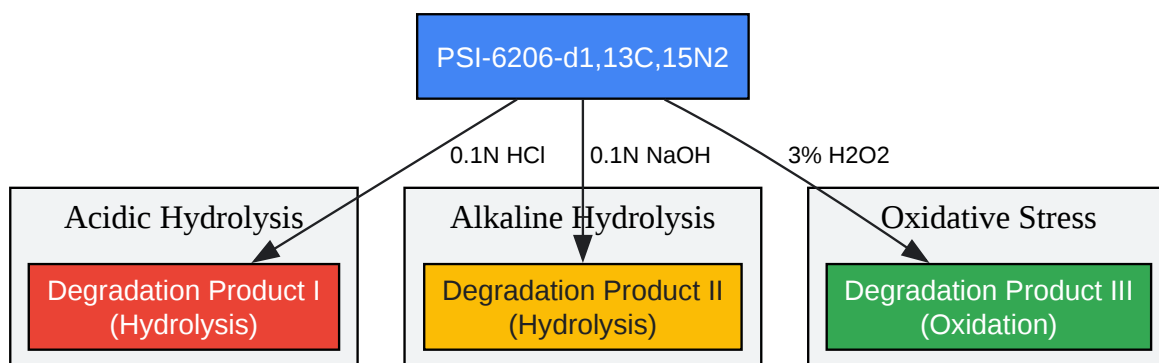 PSI-6206-d1,13C,15N2
0.1N HCl
0.1N NaOH
3% H2O2
Acidic Hydrolysis
Alkaline Hydrolysis
Oxidative Stress
Degradation Product I
(Hydrolysis)
Degradation Product II
(Hydrolysis)
Degradation Product III
(Oxidation)